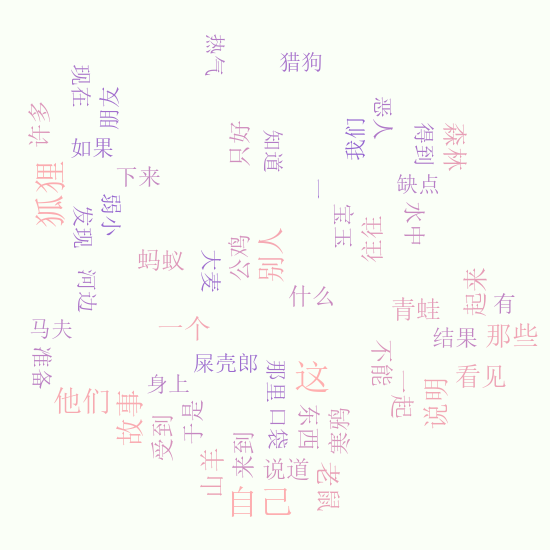 热气
猎狗
现在
朋友
许多
如果
只好
知道
我们
恶人
得到
森林
狐狸
下来
缺点
弱小
发现
一
宝玉
往往
水中
蚂蚁
大麦
公鸡
别人
河边
什么
青蛙
起来
有
马夫
一个
结果
那些
准备
屎壳郎
不能
看见
他们
身上
那里
这
一起
说明
故事
受到
于是
口袋
东西
寒鸦
山羊
来到
说道
老鼠
自己